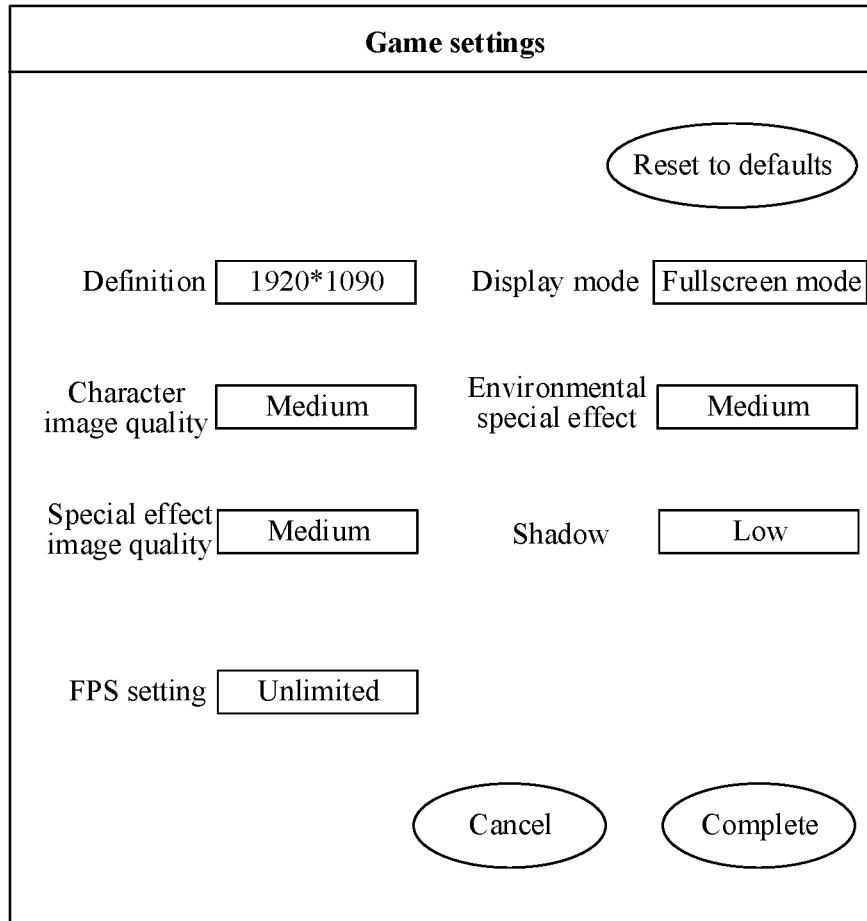 Game settings
Reset to defaults
Definition 1920*1090 Display mode Fullscreen mode
Character
image quality
Medium
Environmental
special effect
Medium
Special effect
image quality
Medium
Shadow Low
FPS setting Unlimited
Cancel Complete